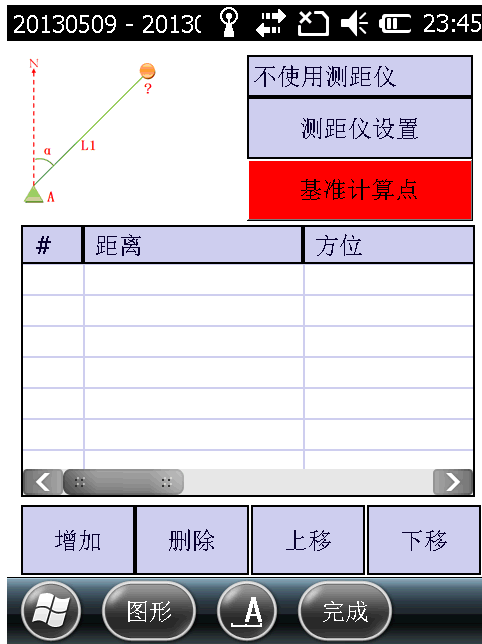 20130509 - 2013( 23:45
N
?
α
L1
A
不使用测距仪
测距仪设置
基准计算点
# 距离 方位
增加 删除 上移 下移
图形 A 完成